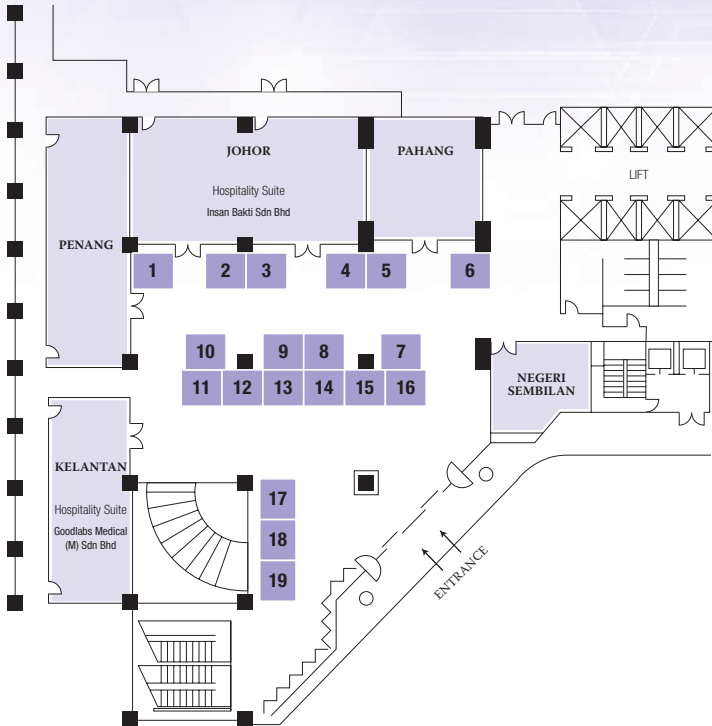 JOHOR
Hospitality Suite
Insan Bakti Sdn Bhd
PAHANG
LIFT
PENANG
1
2
3
4
5
6
10
9
8
7
11
12
13
14
15
16
NEGERI
SEMBILAN
KELANTAN
Hospitality Suite
Goodlabs Medical
(M) Sdn Bhd
17
18
19
ENTRANCE